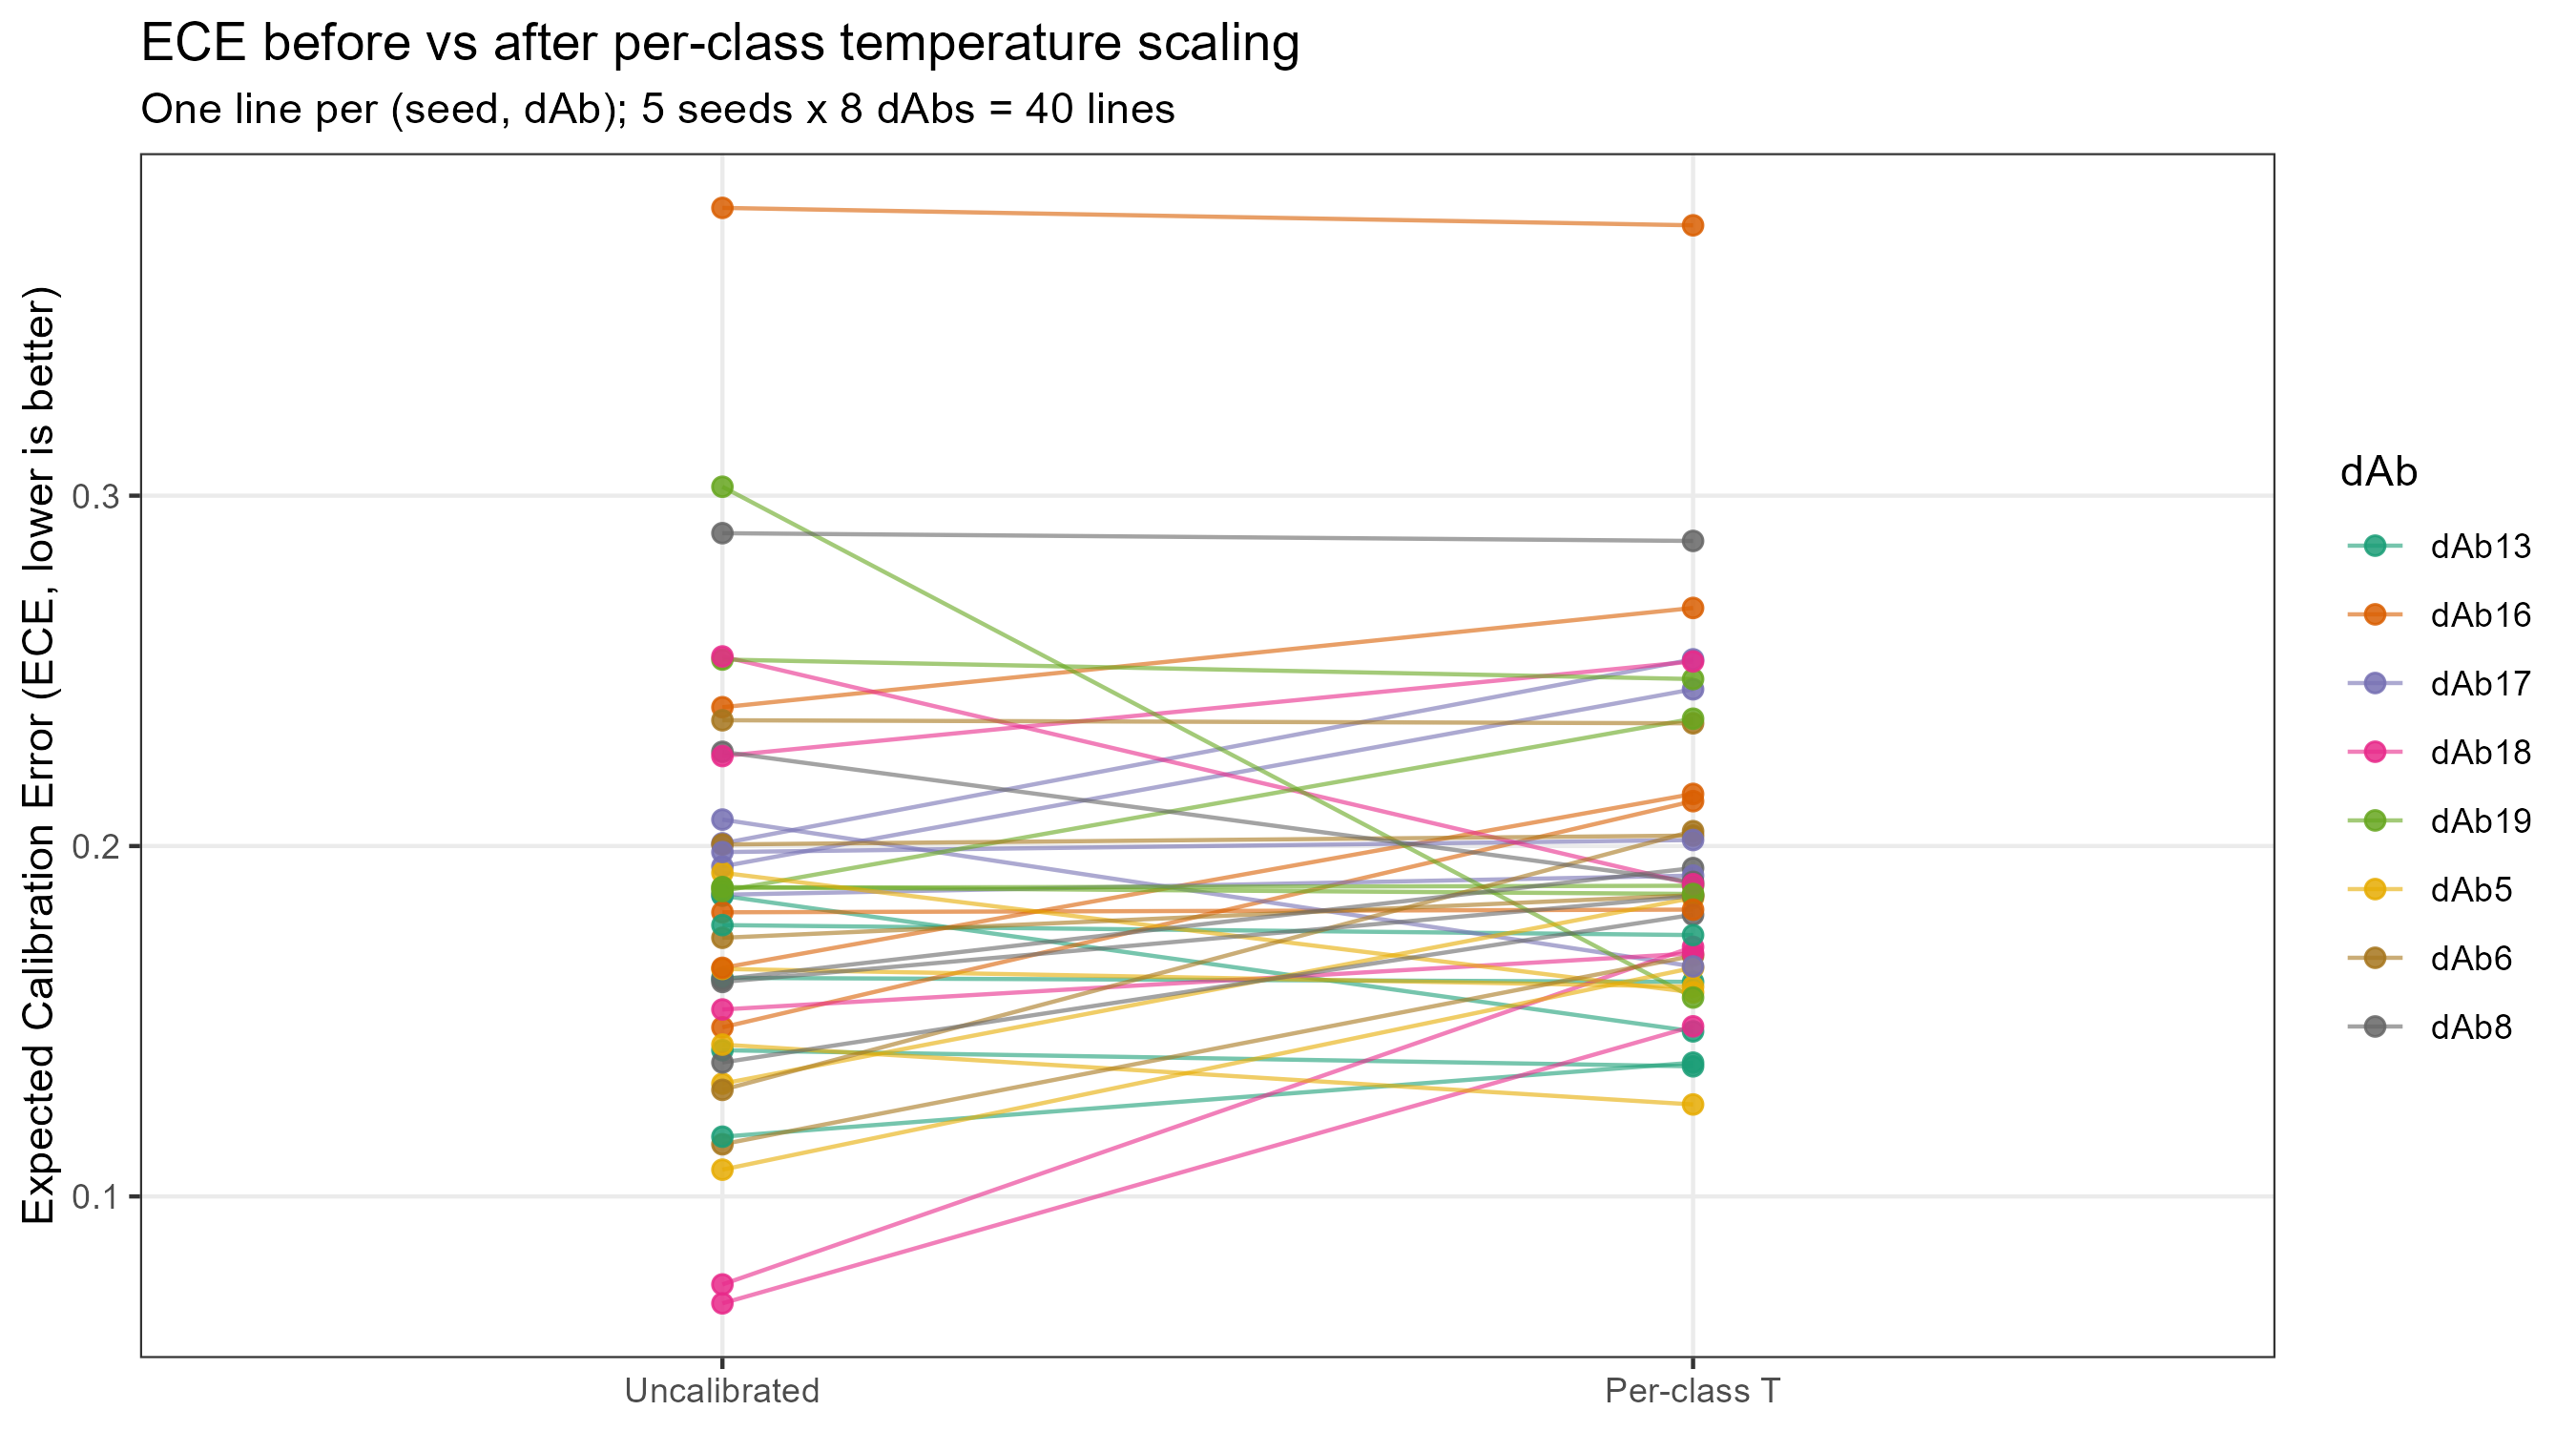 ECE before vs after per-class temperature scaling
One line per (seed, dAb); 5 seeds x 8 dAbs = 40 lines
Expected Calibration Error (ECE, lower is better)
0.3
0.2
0.1
Uncalibrated
Per-class T
dAb
dAb13
dAb16
dAb17
dAb18
dAb19
dAb5
dAb6
dAb8